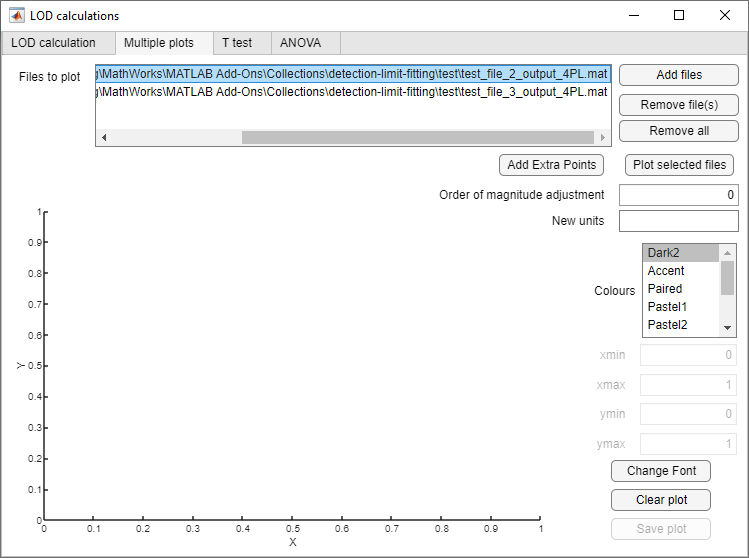 LOD calculations
LOD calculation Multiple plots T test ANOVA
Files to plot
g\MathWorks\MATLAB Add-Ons\Collections\detection-limit-fitting\test\test_file_2_output_4PL.mat
g\MathWorks\MATLAB Add-Ons\Collections\detection-limit-fitting\test\test_file_3_output_4PL.mat
Add files
Remove file(s)
Remove all
Add Extra Points Plot selected files
Order of magnitude adjustment 0
New units
Colours
Dark2
Accent
Paired
Pastel1
Pastel2
xmin 0
xmax 1
ymin 0
ymax 1
Change Font
Clear plot
Save plot
1
0.9
0.8
0.7
0.6
0.5
0.4
0.3
0.2
0.1
0
Y
0 0.1 0.2 0.3 0.4 0.5 0.6 0.7 0.8 0.9 1
X